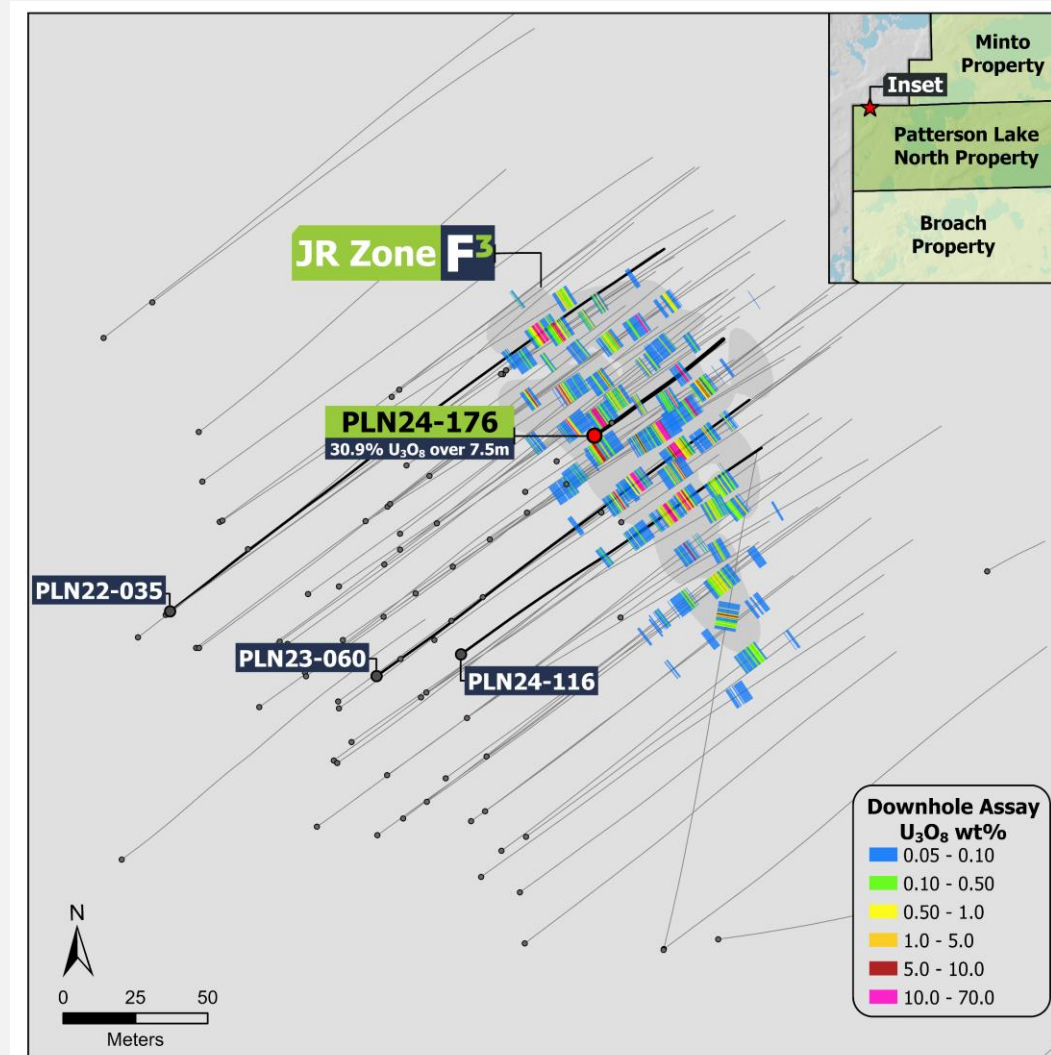 Minto
Property
Inset
Patterson Lake
North Property
Broach
Property
JR Zone F³
PLN24-176
30.9% U₃O₈ over 7.5m
PLN22-035
PLN23-060
PLN24-116
Downhole Assay
U₃O₈ wt%
0.05 - 0.10
0.10 - 0.50
0.50 - 1.0
1.0 - 5.0
5.0 - 10.0
10.0 - 70.0
N
0 25 50
Meters